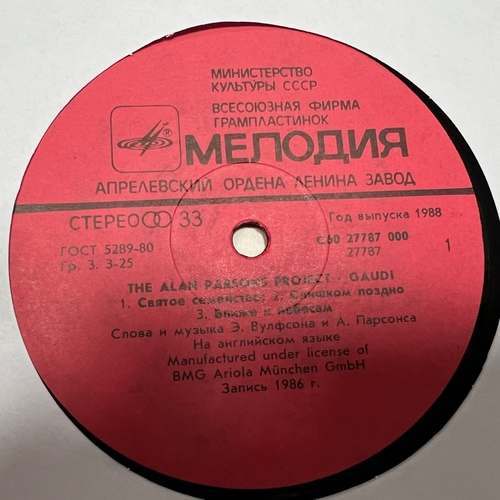 МИНИСТЕРСТВО
КУЛЬТУРЫ СССР
ВСЕСОЮЗНАЯ ФИРМА
ГРАМПЛАСТИНОК
МЕЛОДИЯ
АПРЕЛЕВСКИЙ ОРДЕНА ЛЕНИНА ЗАВОД
СТЕРЕО 33
Год выпуска 1988
ГОСТ 5289-80
С60 27787 000
Гр. 3. 3-25
27787
1
THE ALAN PARSONS PROJECT. GAUDI
1. Святое семейство; 2. Слишком поздно
3. Ближе к небесам
Слова и музыка Э. Вулфсона и А. Парсонса
На английском языке
Manufactured under license of
BMG Ariola München GmbH
Запись 1986 г.